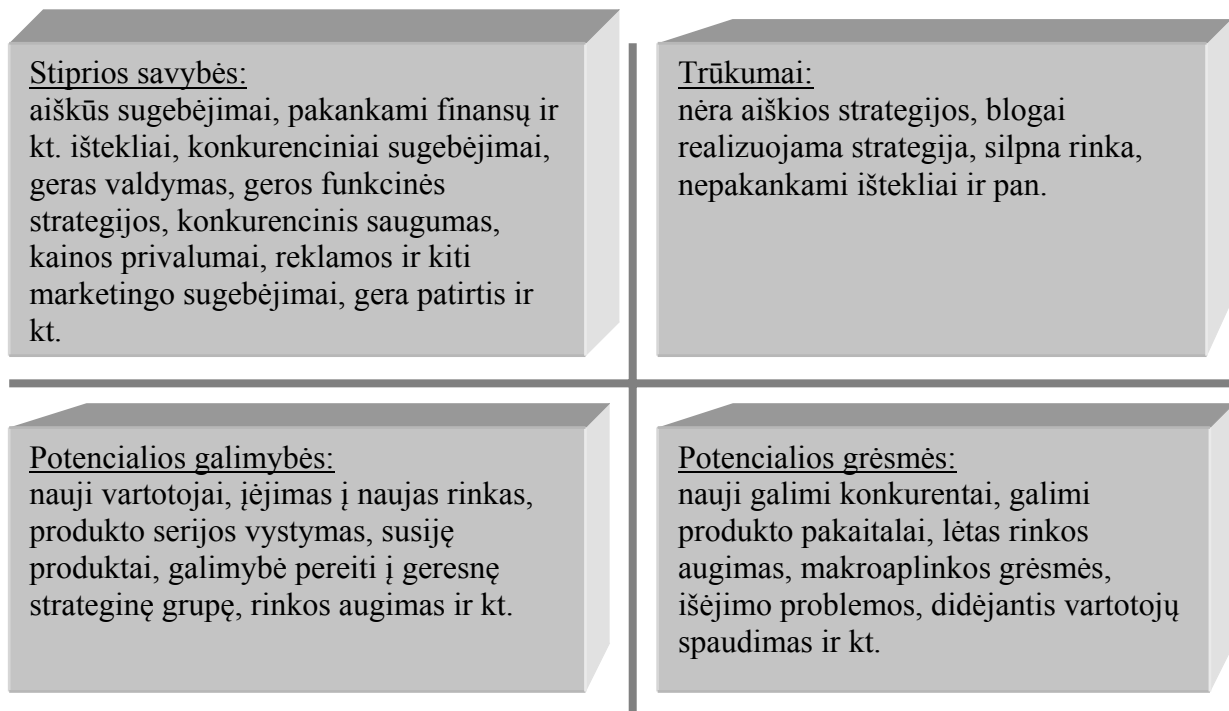 Stiprios savybės:
aiškūs sugebėjimai, pakankami finansų ir
kt. ištekliai, konkurenciniai sugebėjimai,
geras valdymas, geros funkcinės
strategijos, konkurencinis saugumas,
kainos privalumai, reklamos ir kiti
marketingo sugebėjimai, gera patirtis ir
kt.
Trūkumai:
nėra aiškios strategijos, blogai
realizuojama strategija, silpna rinka,
nepakankami ištekliai ir pan.
Potencialios galimybės:
nauji vartotojai, įėjimas į naujas rinkas,
produkto serijos vystymas, susiję
produktai, galimybė pereiti į geresnę
strateginę grupę, rinkos augimas ir kt.
Potencialios grėsmės:
nauji galimi konkurentai, galimi
produkto pakaitalai, lėtas rinkos
augimas, makroaplinkos grėsmės,
išėjimo problemos, didėjantis vartotojų
spaudimas ir kt.